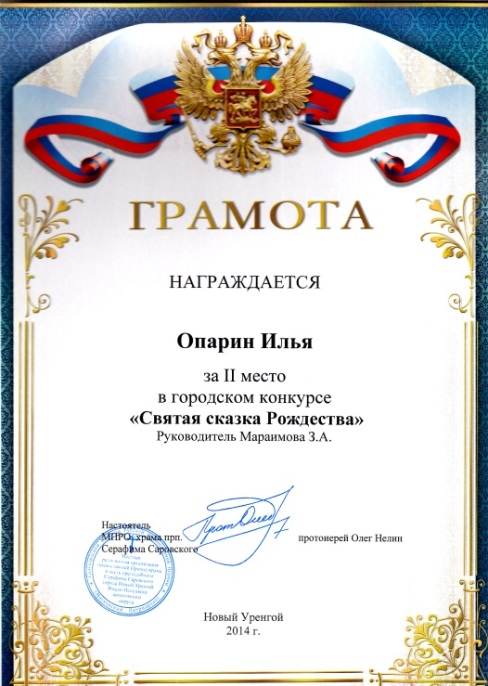 ГРАМОТА
НАГРАЖДАЕТСЯ
Опарин Илья
за II место
в городском конкурсе
«Святая сказка Рождества»
Руководитель Мараимова З.А.
Настоятель
МПРО храма прп.
Серафима Саровского
протоиерей Олег Нелин
Новый Уренгой
2014 г.